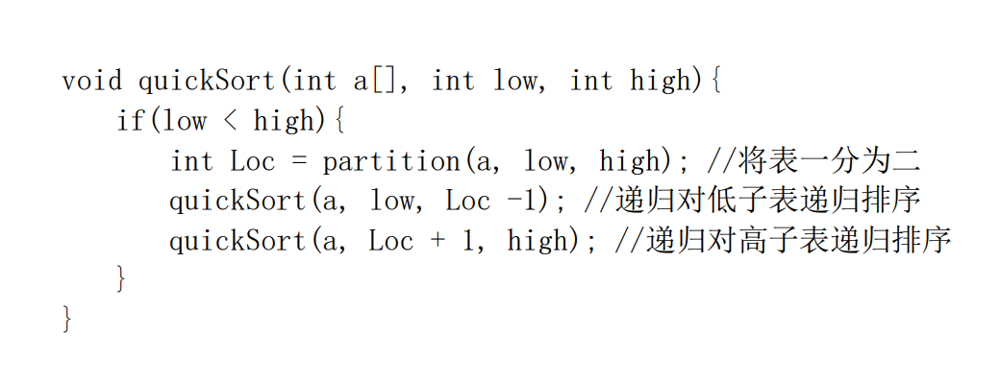 void quickSort(int a[], int low, int high){
if(low < high){
int Loc = partition(a, low, high); //将表一分为二
quickSort(a, low, Loc -1); //递归对低子表递归排序
quickSort(a, Loc + 1, high); //递归对高子表递归排序
}
}